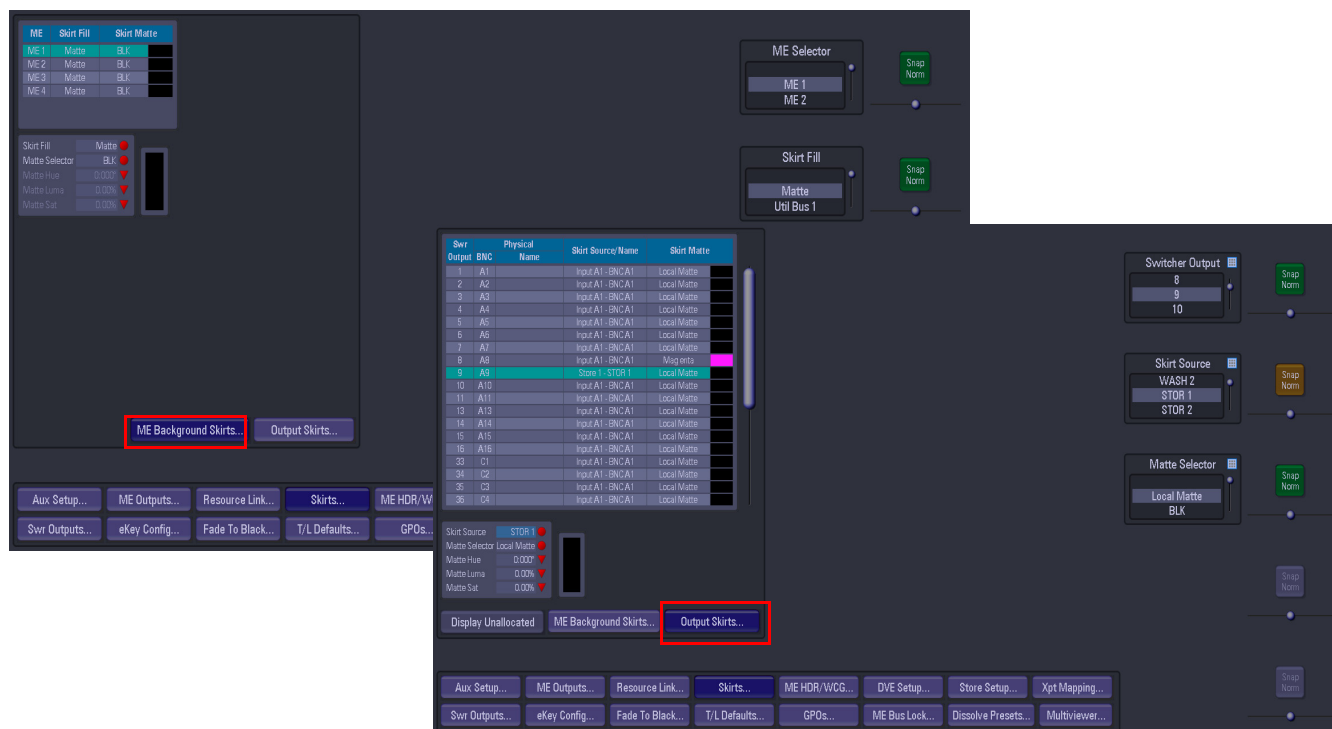 ME Skirt Fill Skirt Matte
ME 1 Matte BLK
ME 2 Matte BLK
ME 3 Matte BLK
ME 4 Matte BLK
Skirt Fill Matte
Matte Selector BLK
Matte Hue 0.000°
Matte Luma 0.00%
Matte Sat 0.00%
ME Background Skirts... Output Skirts...
Aux Setup... ME Outputs... Resource Link... Skirts... ME HDR/W
Swr Outputs... eKey Config... Fade To Black... T/L Defaults... GPOs...
ME Selector
ME 1
ME 2
Snap
Norm
Skirt Fill
Matte
Util Bus 1
Snap
Norm
Swr Physical
Output BNC Name Skirt Source/Name Skirt Matte
1 A1 Input A1 - BNC A1 Local Matte
2 A2 Input A1 - BNC A1 Local Matte
3 A3 Input A1 - BNC A1 Local Matte
4 A4 Input A1 - BNC A1 Local Matte
5 A5 Input A1 - BNC A1 Local Matte
6 A6 Input A1 - BNC A1 Local Matte
7 A7 Input A1 - BNC A1 Local Matte
8 A8 Input A1 - BNC A1 Magenta
9 A9 Store 1 - STOR 1 Local Matte
10 A10 Input A1 - BNC A1 Local Matte
11 A11 Input A1 - BNC A1 Local Matte
13 A13 Input A1 - BNC A1 Local Matte
14 A14 Input A1 - BNC A1 Local Matte
15 A15 Input A1 - BNC A1 Local Matte
16 A16 Input A1 - BNC A1 Local Matte
33 C1 Input A1 - BNC A1 Local Matte
34 C2 Input A1 - BNC A1 Local Matte
35 C3 Input A1 - BNC A1 Local Matte
36 C4 Input A1 - BNC A1 Local Matte
Skirt Source STOR 1
Matte Selector Local Matte
Matte Hue 0.000°
Matte Luma 0.00%
Matte Sat 0.00%
Display Unallocated ME Background Skirts... Output Skirts...
Aux Setup... ME Outputs... Resource Link... Skirts... ME HDR/WCG... DVE Setup... Store Setup... Xpt Mapping...
Swr Outputs... eKey Config... Fade To Black... T/L Defaults... GPOs... ME Bus Lock... Dissolve Presets... Multiviewer...
Switcher Output
8
9
10
Snap
Norm
Skirt Source
WASH 2
STOR 1
STOR 2
Snap
Norm
Matte Selector
Local Matte
BLK
Snap
Norm
Snap
Norm
Snap
Norm